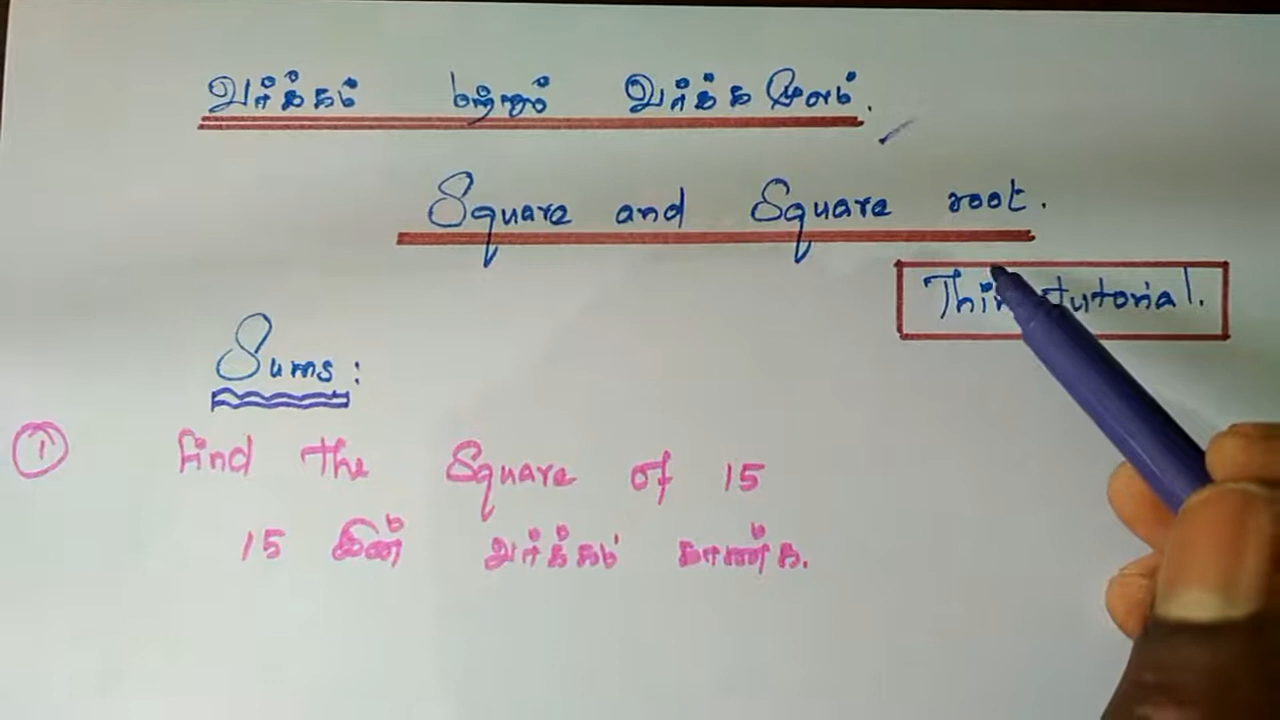 வர்க்கம் மற்றும் வர்க்கமூலம்.
Square and Square root.
tutorial.
Sums:
① Find the Square of 15
15 இன் வர்க்கம் காண்க.